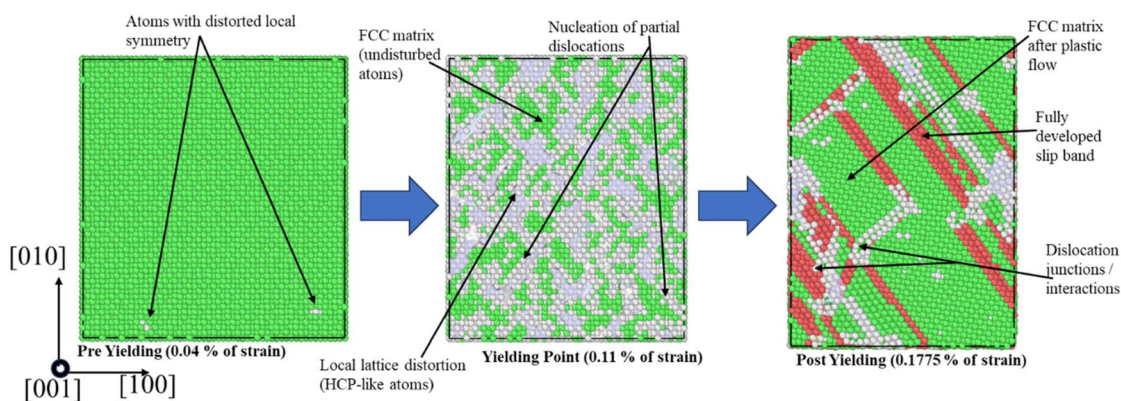 Atoms with distorted local
symmetry
FCC matrix
(undisturbed
atoms)
Nucleation of partial
dislocations
FCC matrix
after plastic
flow
Fully
developed
slip band
Dislocation
junctions /
interactions
[010]
[001]
[100]
Pre Yielding (0.04 % of strain)
Local lattice distortion
(HCP-like atoms)
Yielding Point (0.11 % of strain)
Post Yielding (0.1775% of strain)